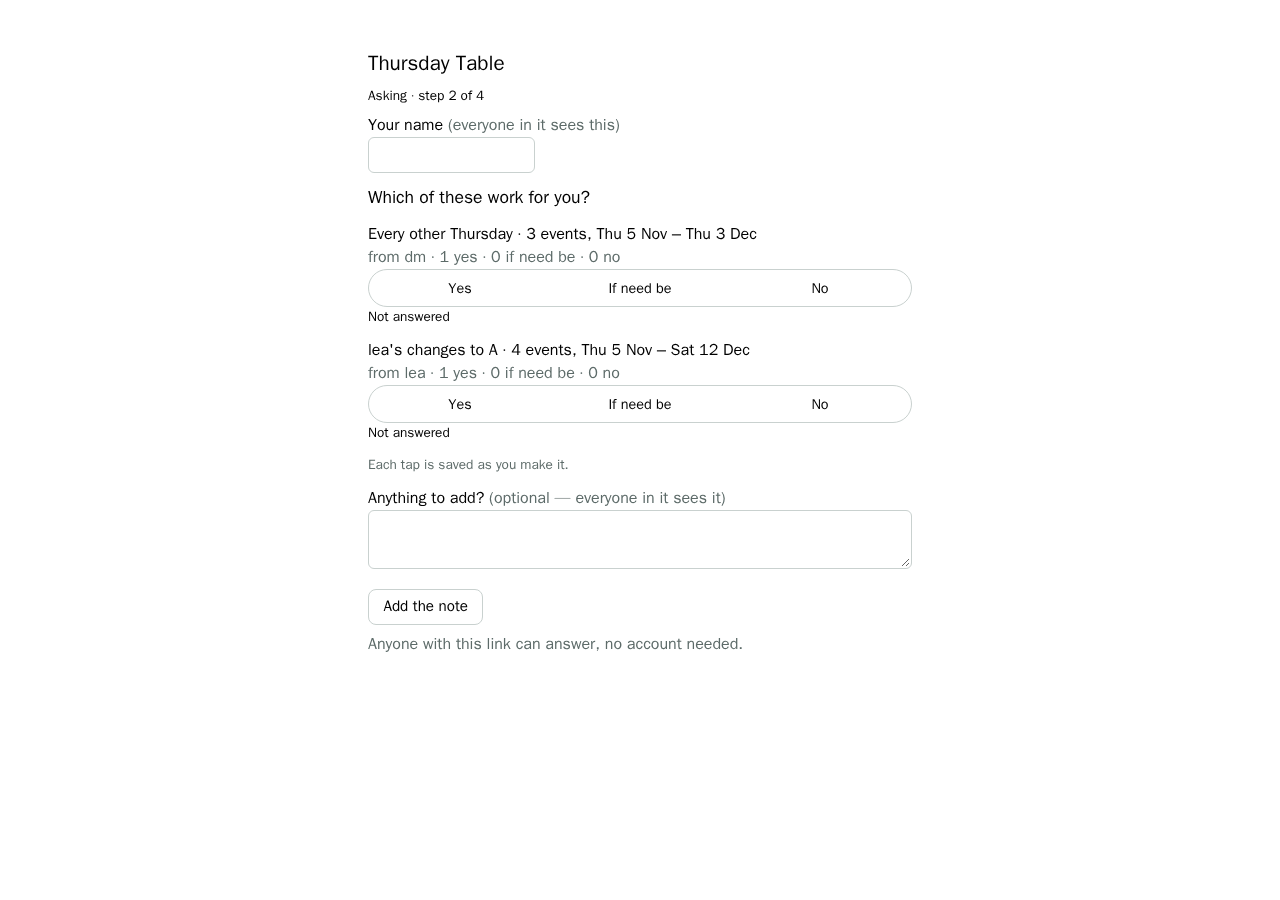 Thursday Table
Asking · step 2 of 4
Your name (everyone in it sees this)
Which of these work for you?
Every other Thursday · 3 events, Thu 5 Nov – Thu 3 Dec
from dm · 1 yes · 0 if need be · 0 no
Yes If need be No
Not answered
lea's changes to A · 4 events, Thu 5 Nov – Sat 12 Dec
from lea · 1 yes · 0 if need be · 0 no
Yes If need be No
Not answered
Each tap is saved as you make it.
Anything to add? (optional — everyone in it sees it)
Add the note
Anyone with this link can answer, no account needed.